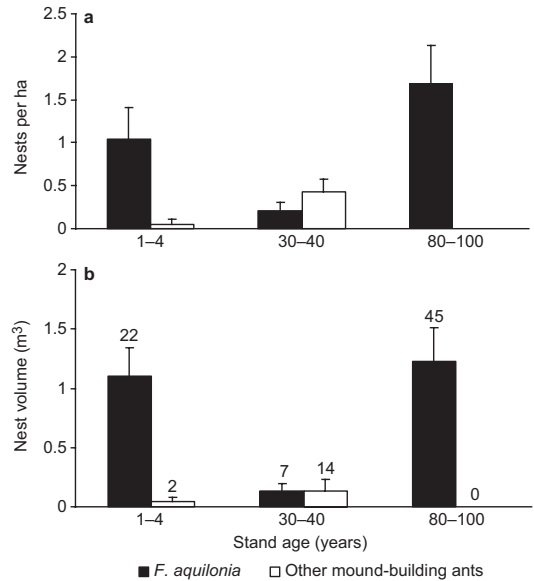 a
2.5
2
1.5
1
0.5
0
Nests per ha
1–4 30–40 80–100
b
2
1.5
1
0.5
0
Nest volume (m³)
22 2 7 14 45 0
1–4 30–40 80–100
Stand age (years)
F. aquilonia Other mound-building ants